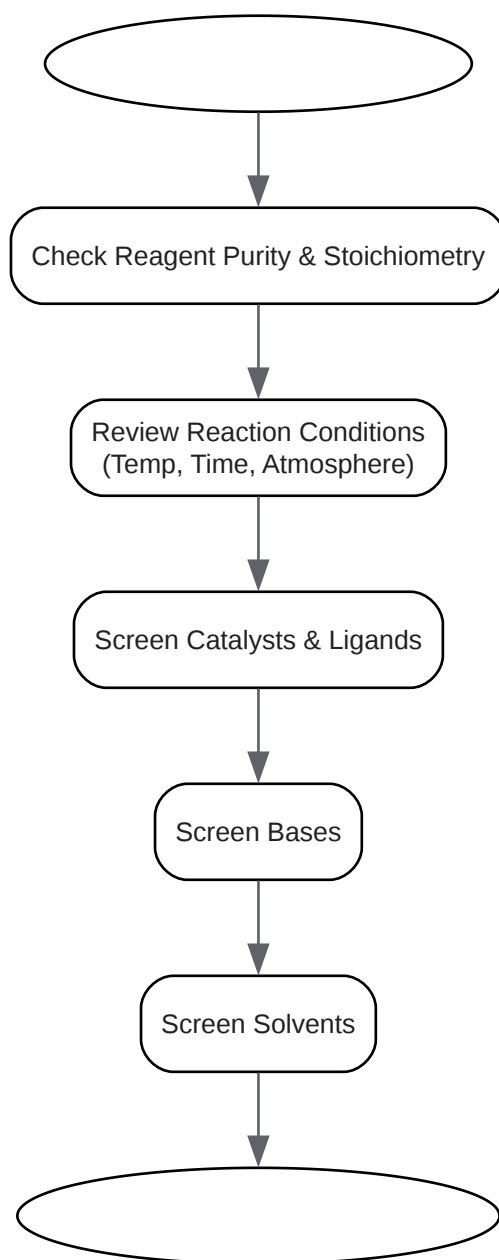 Check Reagent Purity & Stoichiometry
Review Reaction Conditions
(Temp, Time, Atmosphere)
Screen Catalysts & Ligands
Screen Bases
Screen Solvents